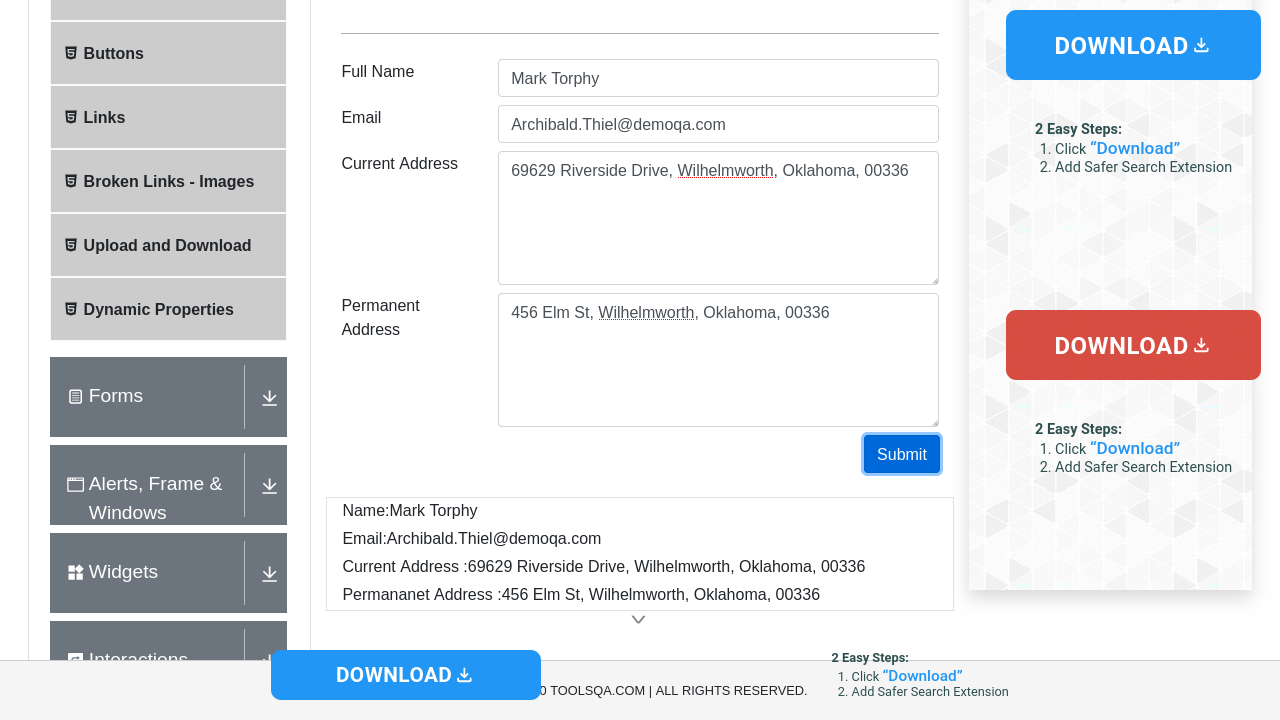 Buttons
Links
Broken Links - Images
Upload and Download
Dynamic Properties
Forms
Alerts, Frame &
Windows
Widgets
Interactions
Full Name
Mark Torphy
Email
Archibald.Thiel@demoqa.com
Current Address
69629 Riverside Drive, Wilhelmworth, Oklahoma, 00336
Permanent
Address
456 Elm St, Wilhelmworth, Oklahoma, 00336
Submit
Name:Mark Torphy
Email:Archibald.Thiel@demoqa.com
Current Address :69629 Riverside Drive, Wilhelmworth, Oklahoma, 00336
Permananet Address :456 Elm St, Wilhelmworth, Oklahoma, 00336
DOWNLOAD
2 Easy Steps:
1. Click “Download”
2. Add Safer Search Extension
DOWNLOAD
2 Easy Steps:
1. Click “Download”
2. Add Safer Search Extension
DOWNLOAD
0 TOOLSQA.COM | ALL RIGHTS RESERVED.
2 Easy Steps:
1. Click “Download”
2. Add Safer Search Extension